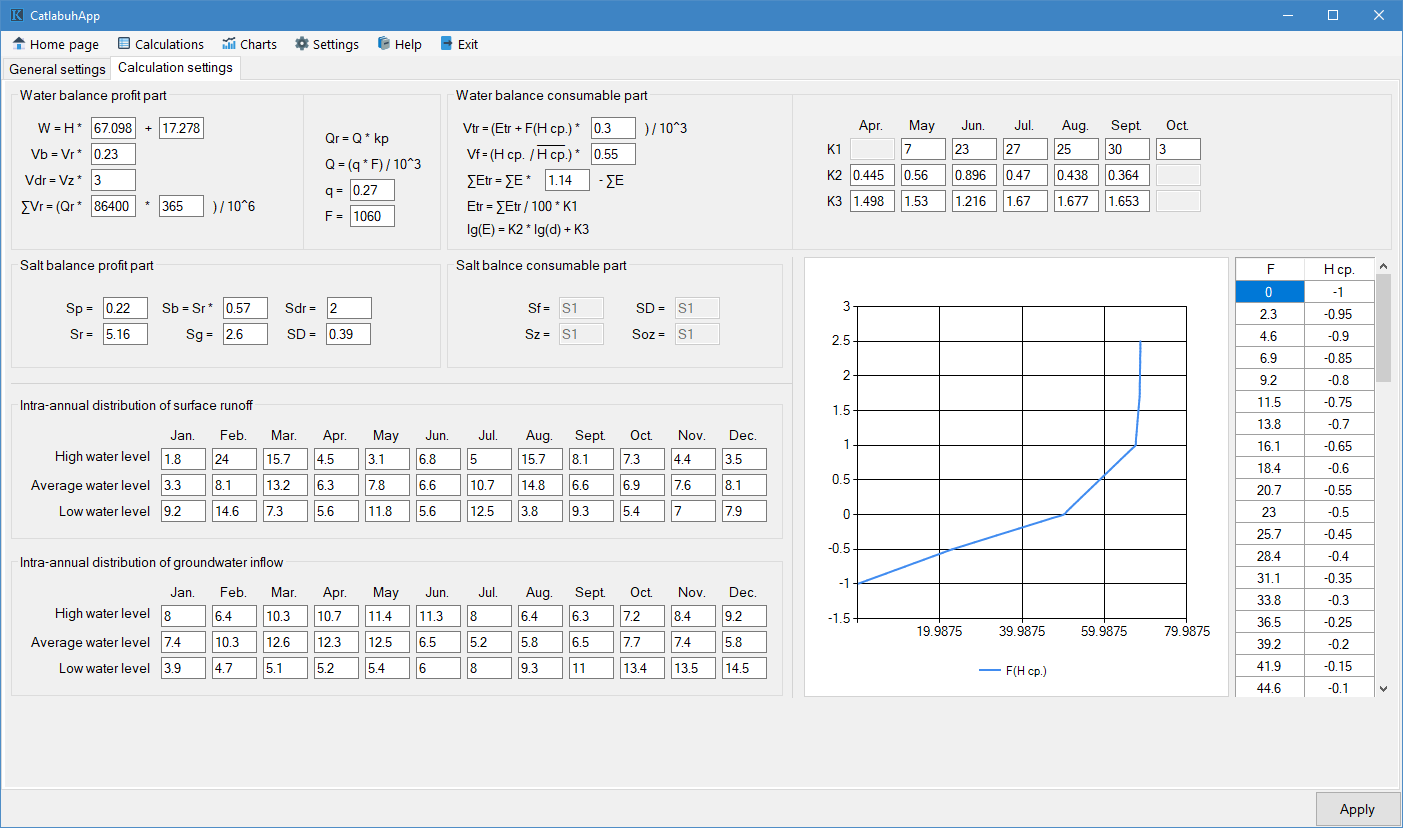 CatlabuhApp
Home page Calculations Charts Settings Help Exit
General settings Calculation settings
Water balance profit part
W = H * 67.098 + 17.278
Vb = Vr * 0.23
Vdr = Vz * 3
∑Vr = (Qr * 86400 * 365 ) / 10^6
Qr = Q * kp
Q = (q * F) / 10^3
q = 0.27
F = 1060
Water balance consumable part
Vtr = (Etr + F(H cp.) * 0.3 ) / 10^3
Vf = (H cp. / H cp.) * 0.55
∑Etr = ∑E * 1.14 - ∑E
Etr = ∑Etr / 100 * K1
lg(E) = K2 * lg(d) + K3
Apr. May Jun. Jul. Aug. Sept. Oct.
K1 7 23 27 25 30 3
K2 0.445 0.56 0.896 0.47 0.438 0.364
K3 1.498 1.53 1.216 1.67 1.677 1.653
Salt balance profit part
Sp = 0.22 Sb = Sr * 0.57 Sdr = 2
Sr = 5.16 Sg = 2.6 SD = 0.39
Salt balnce consumable part
Sf = S1 SD = S1
Sz = S1 Soz = S1
Intra-annual distribution of surface runoff
Jan. Feb. Mar. Apr. May Jun. Jul. Aug. Sept. Oct. Nov. Dec.
High water level 1.8 24 15.7 4.5 3.1 6.8 5 15.7 8.1 7.3 4.4 3.5
Average water level 3.3 8.1 13.2 6.3 7.8 6.6 10.7 14.8 6.6 6.9 7.6 8.1
Low water level 9.2 14.6 7.3 5.6 11.8 5.6 12.5 3.8 9.3 5.4 7 7.9
Intra-annual distribution of groundwater inflow
Jan. Feb. Mar. Apr. May Jun. Jul. Aug. Sept. Oct. Nov. Dec.
High water level 8 6.4 10.3 10.7 11.4 11.3 8 6.4 6.3 7.2 8.4 9.2
Average water level 7.4 10.3 12.6 12.3 12.5 6.5 5.2 5.8 6.5 7.7 7.4 5.8
Low water level 3.9 4.7 5.1 5.2 5.4 6 8 9.3 11 13.4 13.5 14.5
3
2.5
2
1.5
1
0.5
0
-0.5
-1
-1.5
19.9875 39.9875 59.9875 79.9875
F(H cp.)
F H cp.
0 -1
2.3 -0.95
4.6 -0.9
6.9 -0.85
9.2 -0.8
11.5 -0.75
13.8 -0.7
16.1 -0.65
18.4 -0.6
20.7 -0.55
23 -0.5
25.7 -0.45
28.4 -0.4
31.1 -0.35
33.8 -0.3
36.5 -0.25
39.2 -0.2
41.9 -0.15
44.6 -0.1
Apply